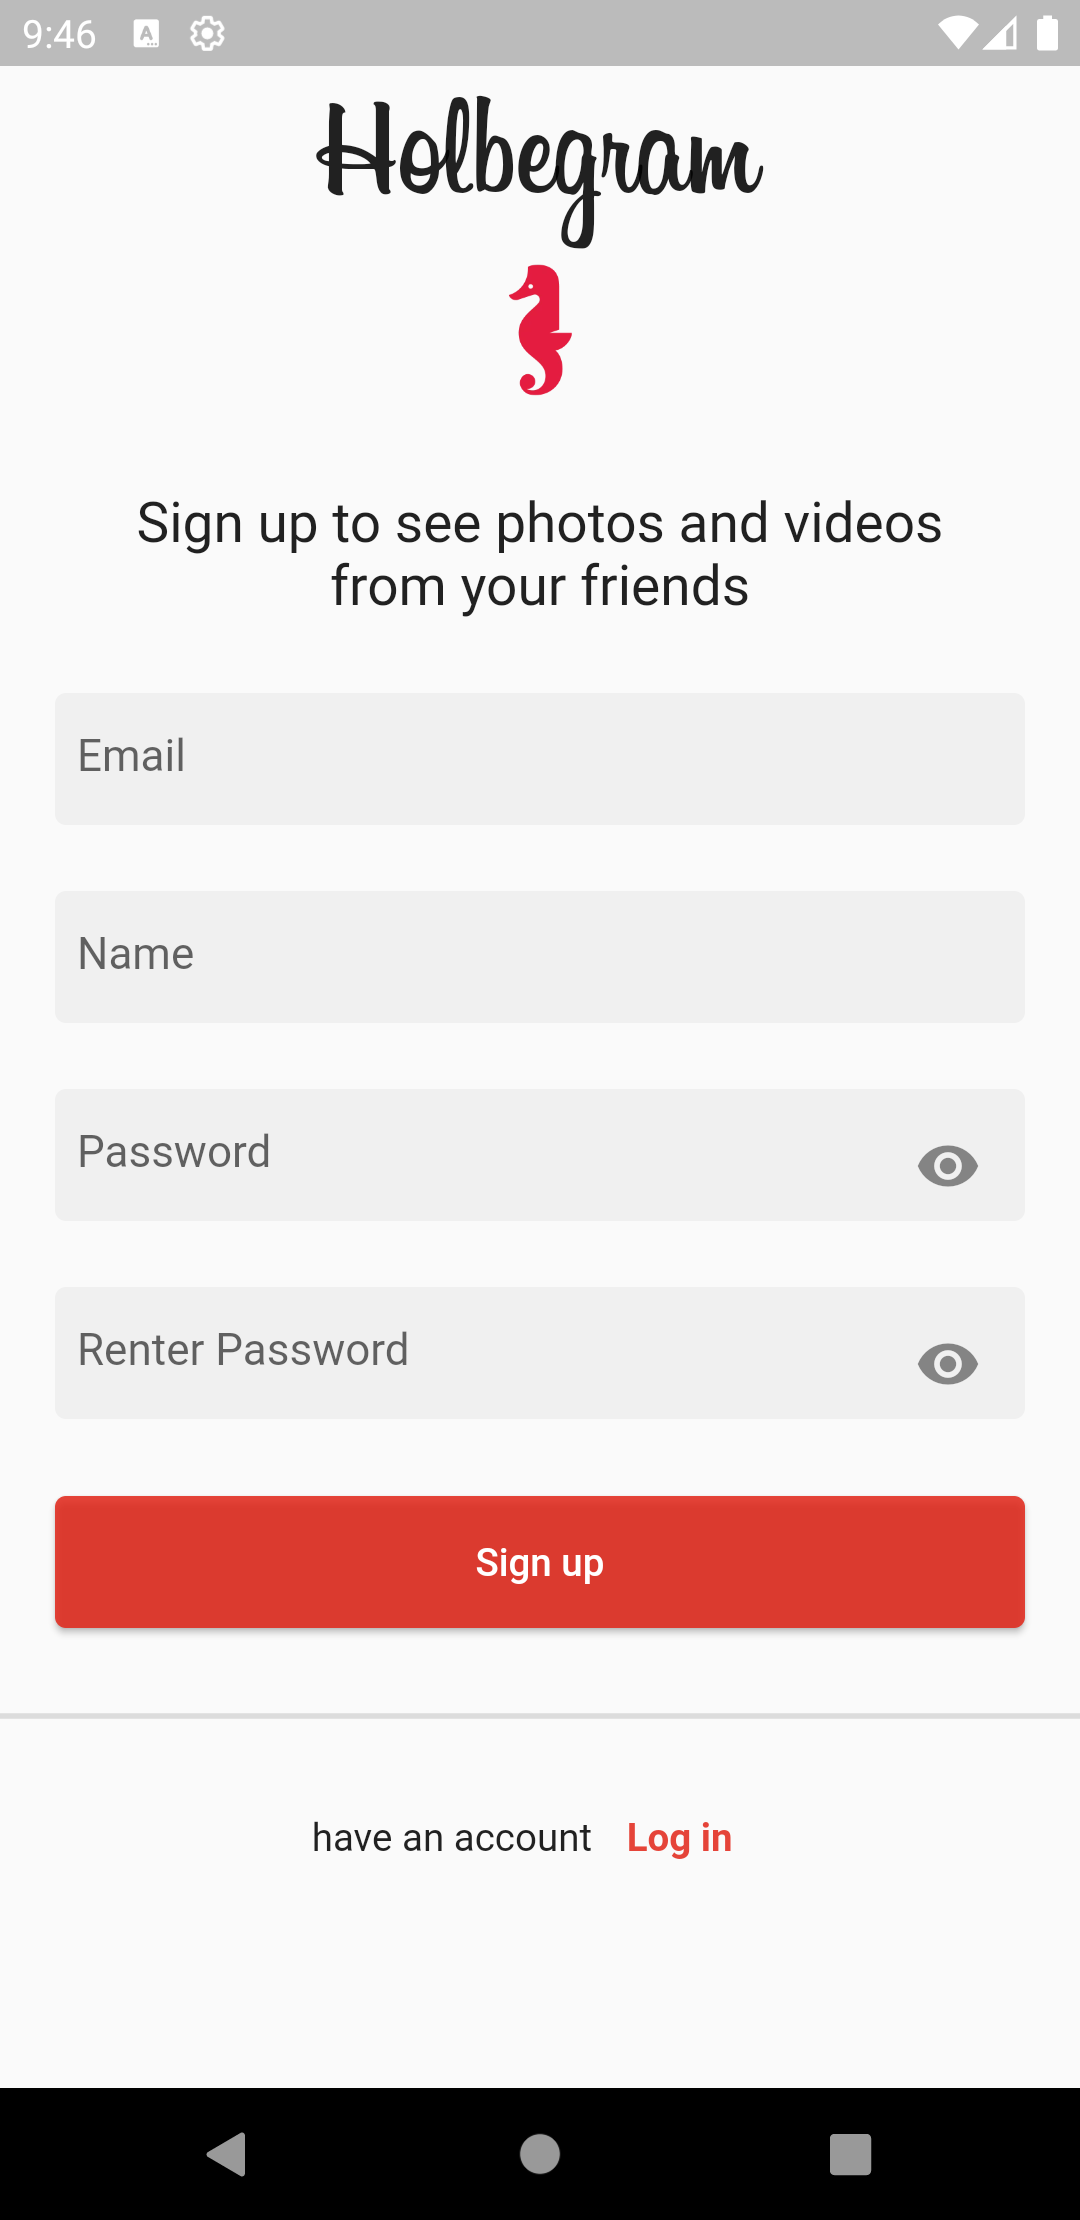 9:46
Holbegram
Sign up to see photos and videos
from your friends
Email
Name
Password
Renter Password
Sign up
have an account Log in